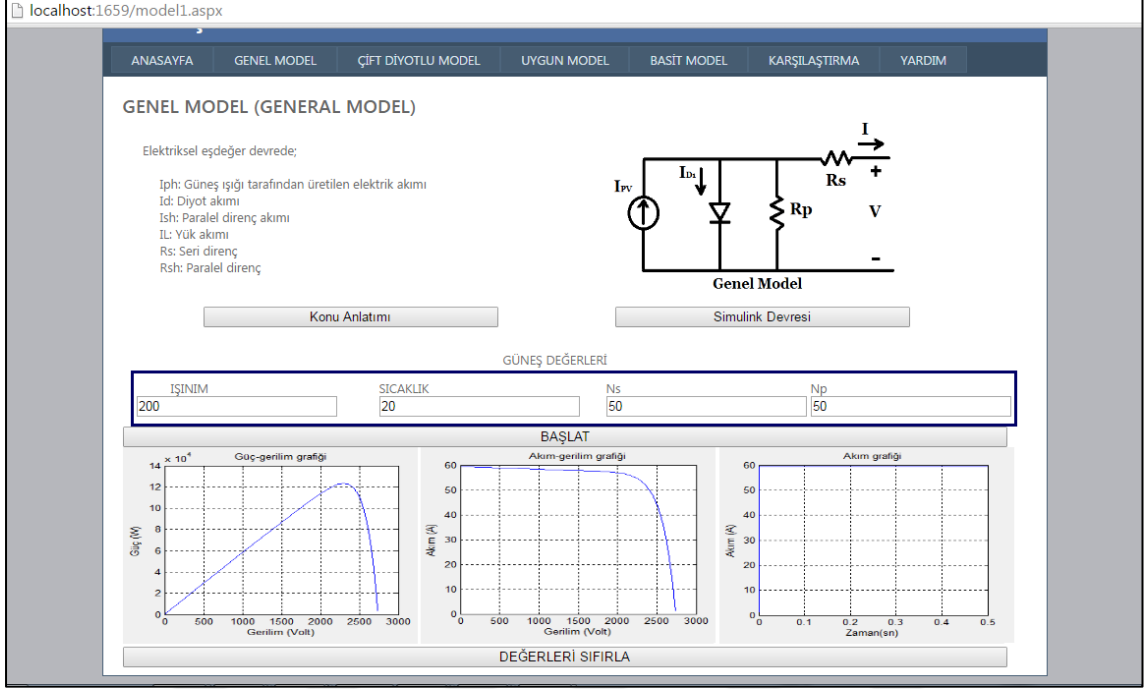 localhost:1659/model1.aspx
ANASAYFA GENEL MODEL ÇİFT DİYOTLU MODEL UYGUN MODEL BASİT MODEL KARŞILAŞTIRMA YARDIM
GENEL MODEL (GENERAL MODEL)
Elektriksel eşdeğer devrede;
Iph: Güneş ışığı tarafından üretilen elektrik akımı
Id: Diyot akımı
Ish: Paralel direnç akımı
IL: Yük akımı
Rs: Seri direnç
Rsh: Paralel direnç
I
Rs
+
IPV
ID1
Rp
V
-
Genel Model
Konu Anlatımı
Simulink Devresi
GÜNEŞ DEĞERLERİ
IŞINIM SICAKLIK Ns Np
200 20 50 50
BAŞLAT
Güç-gerilim grafiği
x 10^4
14
12
10
8
6
4
2
0
Güç (W)
0 500 1000 1500 2000 2500 3000
Gerilim (Volt)
Akım-gerilim grafiği
60
50
40
30
20
10
0
Akım (A)
0 500 1000 1500 2000 2500 3000
Gerilim (Volt)
Akım grafiği
60
50
40
30
20
10
0
Akım (A)
0 0.1 0.2 0.3 0.4 0.5
Zaman(sn)
DEĞERLERİ SIFIRLA